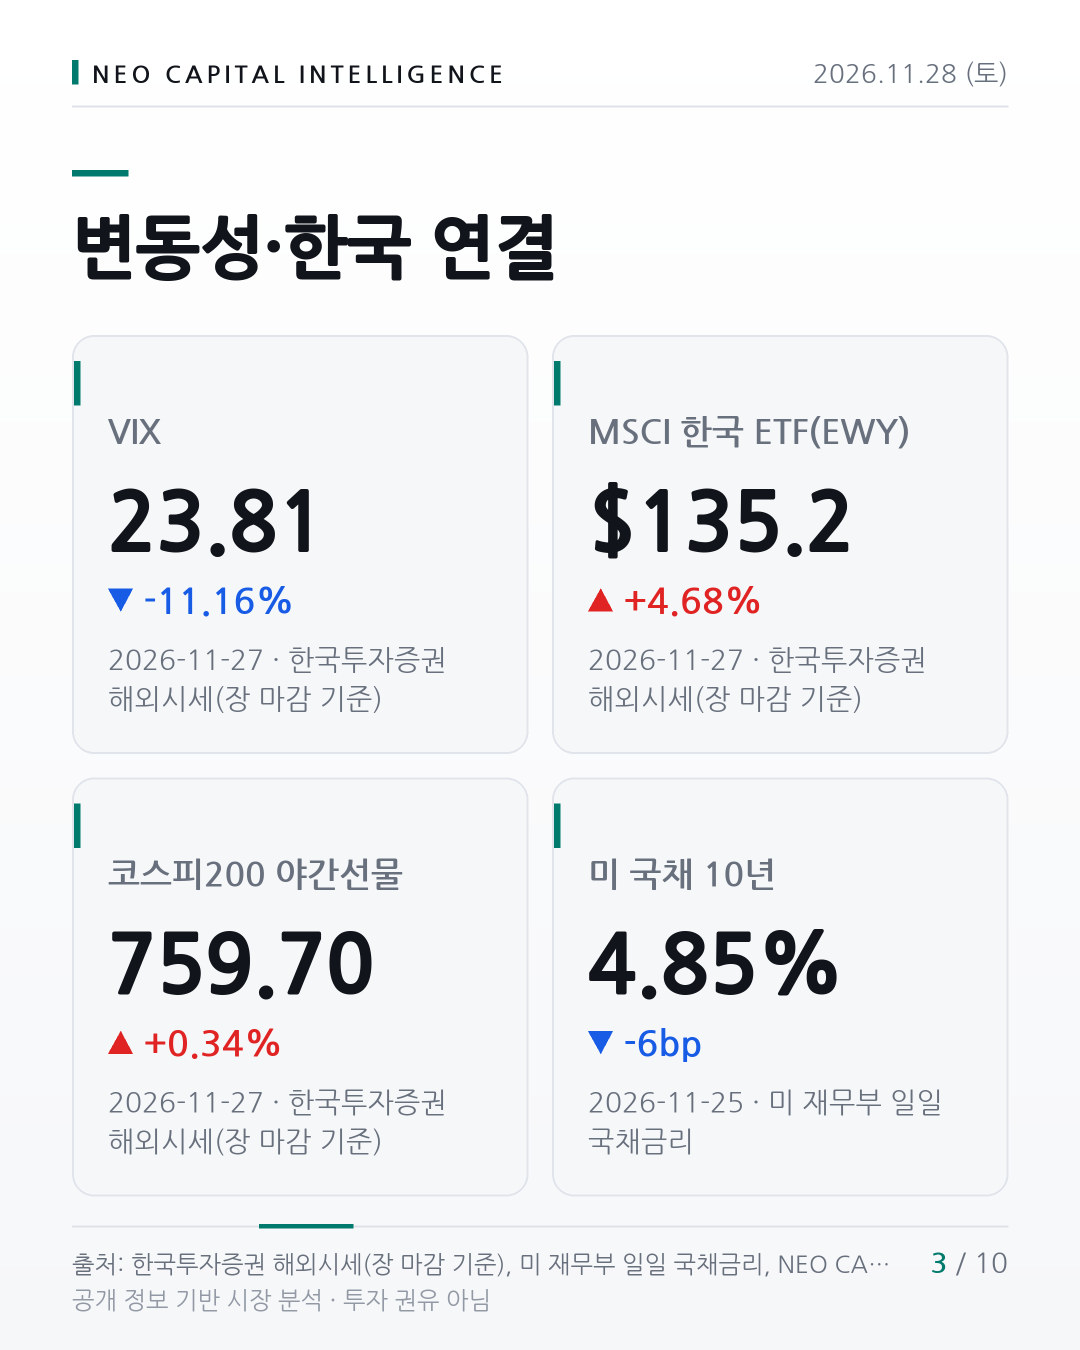 NEO CAPITAL INTELLIGENCE
2026.11.28 (토)
변동성·한국 연결
VIX
23.81
▼ -11.16%
2026-11-27 · 한국투자증권
해외시세(장 마감 기준)
MSCI 한국 ETF(EWY)
$135.2
▲ +4.68%
2026-11-27 · 한국투자증권
해외시세(장 마감 기준)
코스피200 야간선물
759.70
▲ +0.34%
2026-11-27 · 한국투자증권
해외시세(장 마감 기준)
미 국채 10년
4.85%
▼ -6bp
2026-11-25 · 미 재무부 일일
국채금리
출처: 한국투자증권 해외시세(장 마감 기준), 미 재무부 일일 국채금리, NEO CA…
3 / 10
공개 정보 기반 시장 분석 · 투자 권유 아님